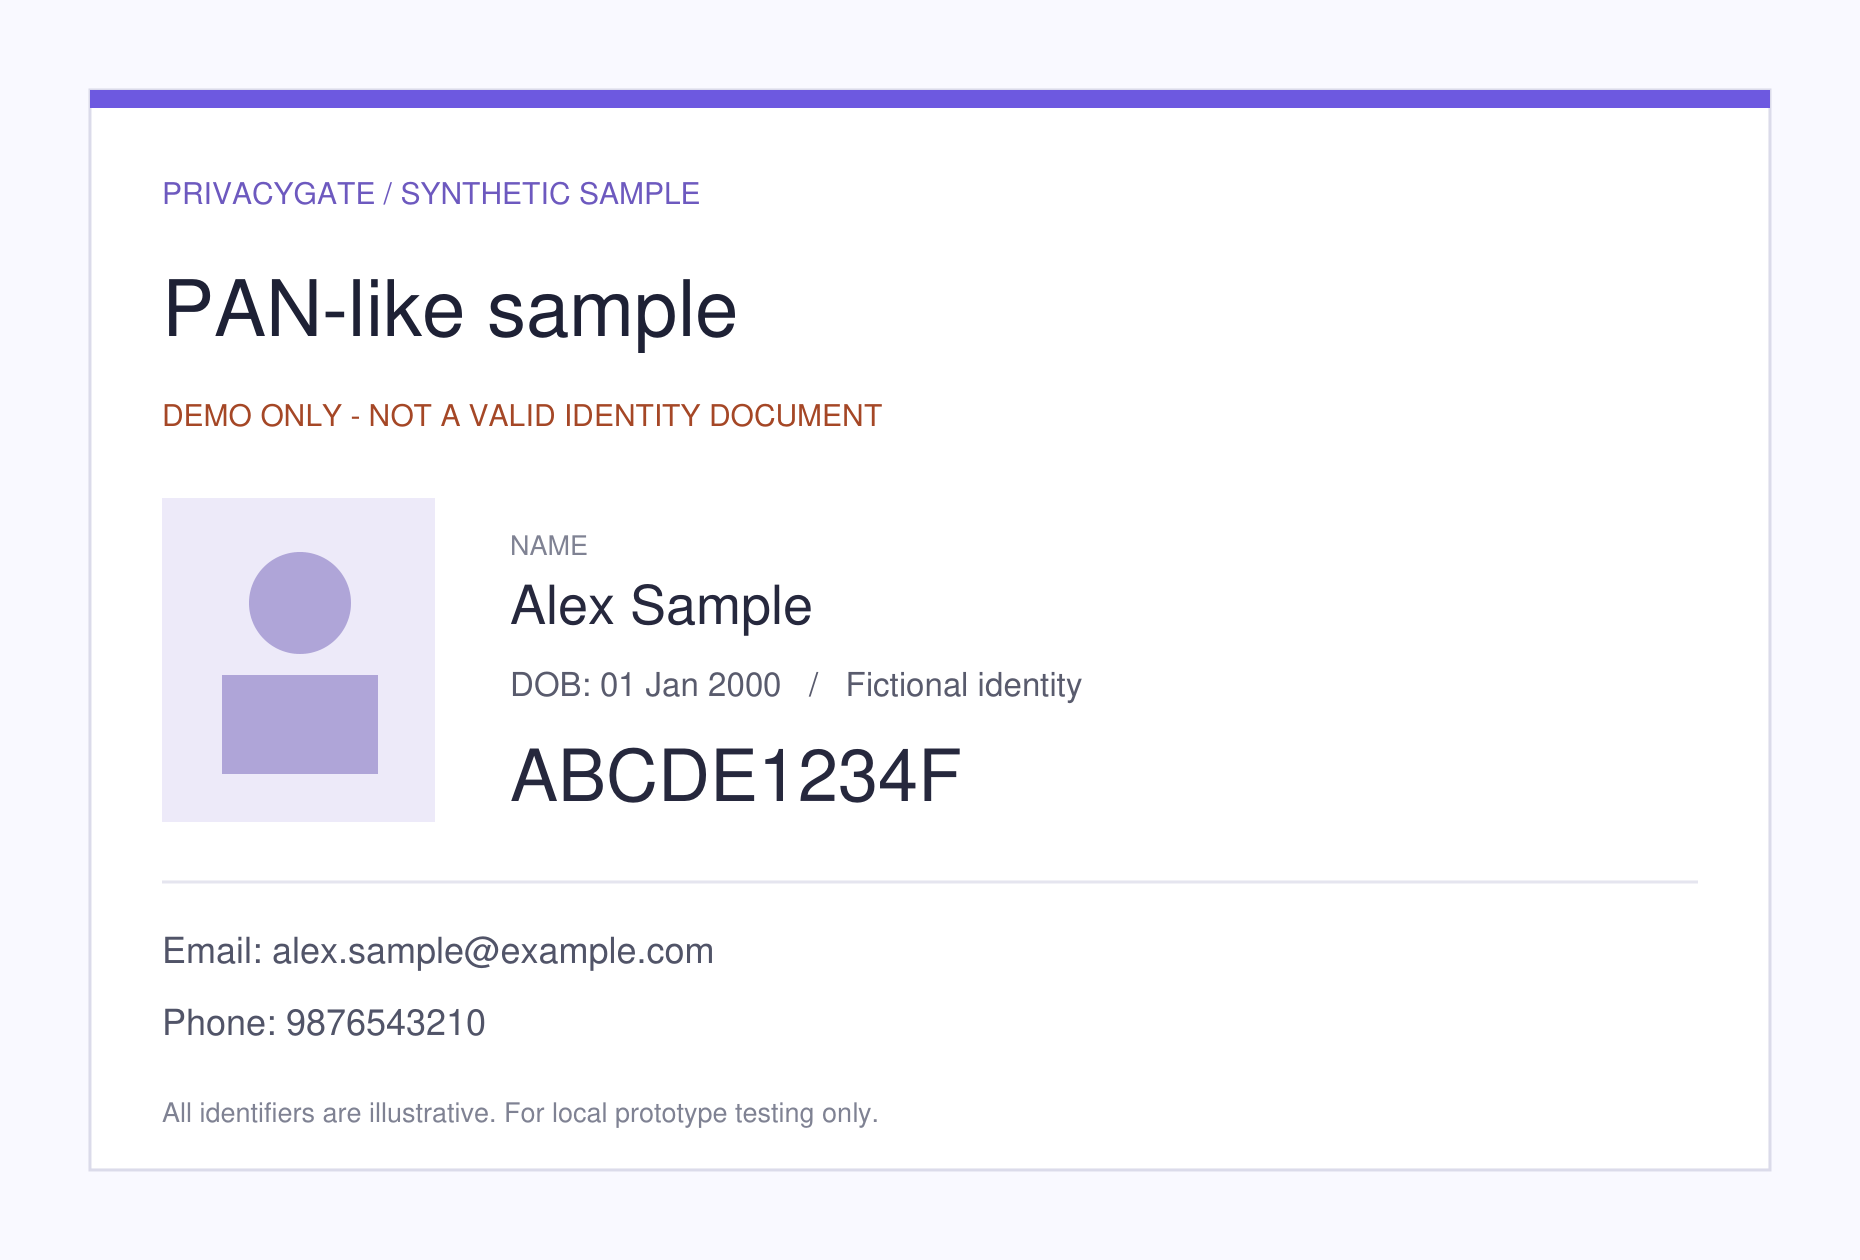 PRIVACYGATE / SYNTHETIC SAMPLE
PAN-like sample
DEMO ONLY - NOT A VALID IDENTITY DOCUMENT
NAME
Alex Sample
DOB: 01 Jan 2000 / Fictional identity
ABCDE1234F
Email: alex.sample@example.com
Phone: 9876543210
All identifiers are illustrative. For local prototype testing only.